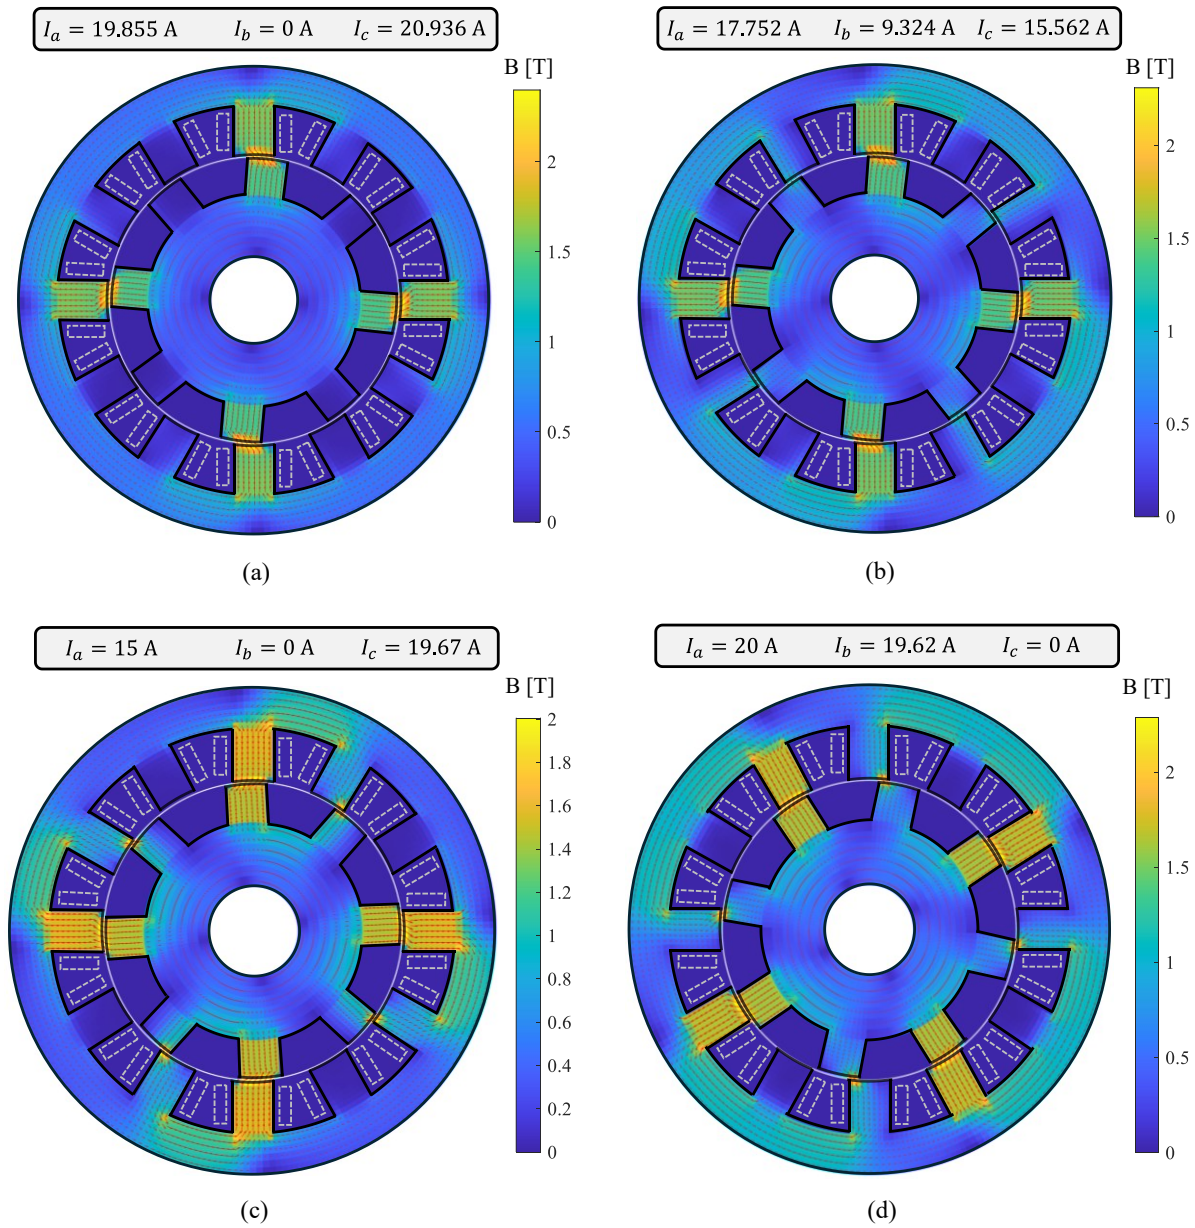 I_a = 19.855 A I_b = 0 A I_c = 20.936 A
B [T]
2
1.5
1
0.5
0
(a)
I_a = 17.752 A I_b = 9.324 A I_c = 15.562 A
B [T]
2
1.5
1
0.5
0
(b)
I_a = 15 A I_b = 0 A I_c = 19.67 A
B [T]
2
1.8
1.6
1.4
1.2
1
0.8
0.6
0.4
0.2
0
(c)
I_a = 20 A I_b = 19.62 A I_c = 0 A
B [T]
2
1.5
1
0.5
0
(d)